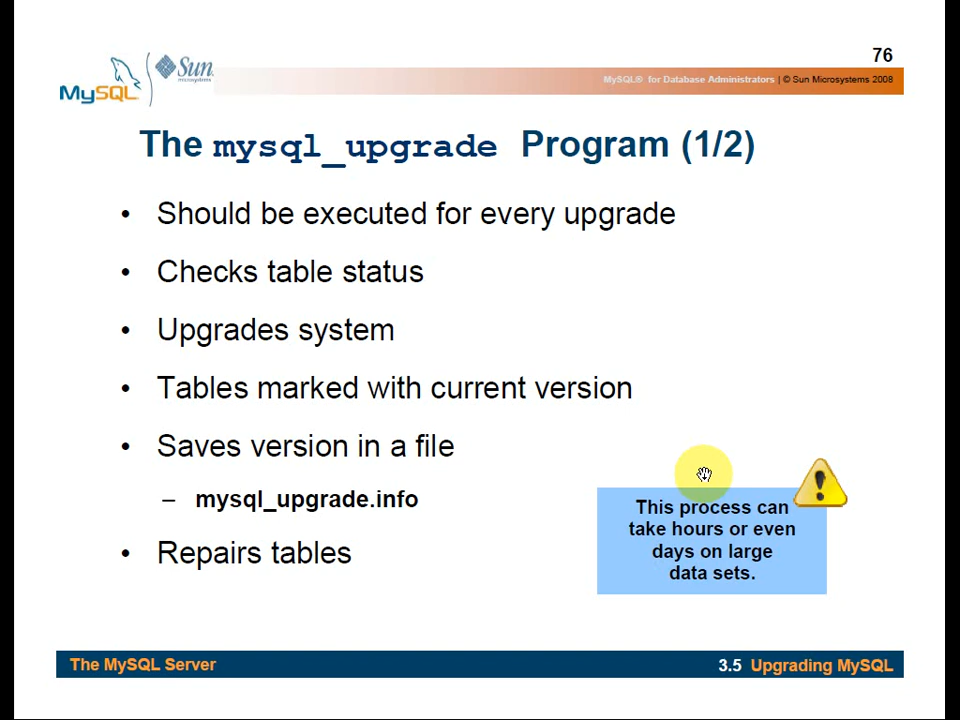 76
MySQL
Sun
microsystems
MySQL® for Database Administrators | © Sun Microsystems 2008
The mysql_upgrade Program (1/2)
• Should be executed for every upgrade
• Checks table status
• Upgrades system
• Tables marked with current version
• Saves version in a file
– mysql_upgrade.info
• Repairs tables
This process can
take hours or even
days on large
data sets.
The MySQL Server
3.5 Upgrading MySQL